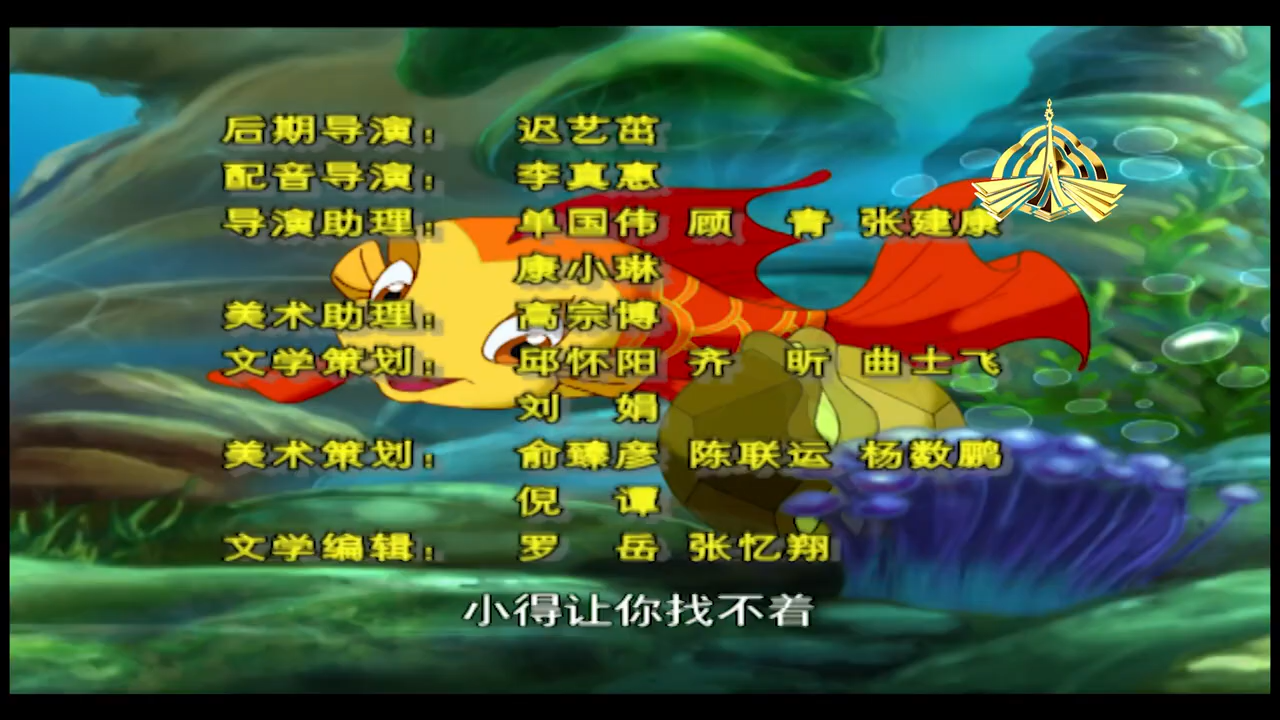 后期导演： 迟艺茁
配音导演： 李真惠
导演助理： 单国伟 顾 青 张建康
康小琳
美术助理： 高宗博
文学策划： 邱怀阳 齐 昕 曲士飞
刘 娟
美术策划： 俞臻彦 陈联运 杨数鹏
倪 谭
文学编辑： 罗 岳 张忆翔
小得让你找不着